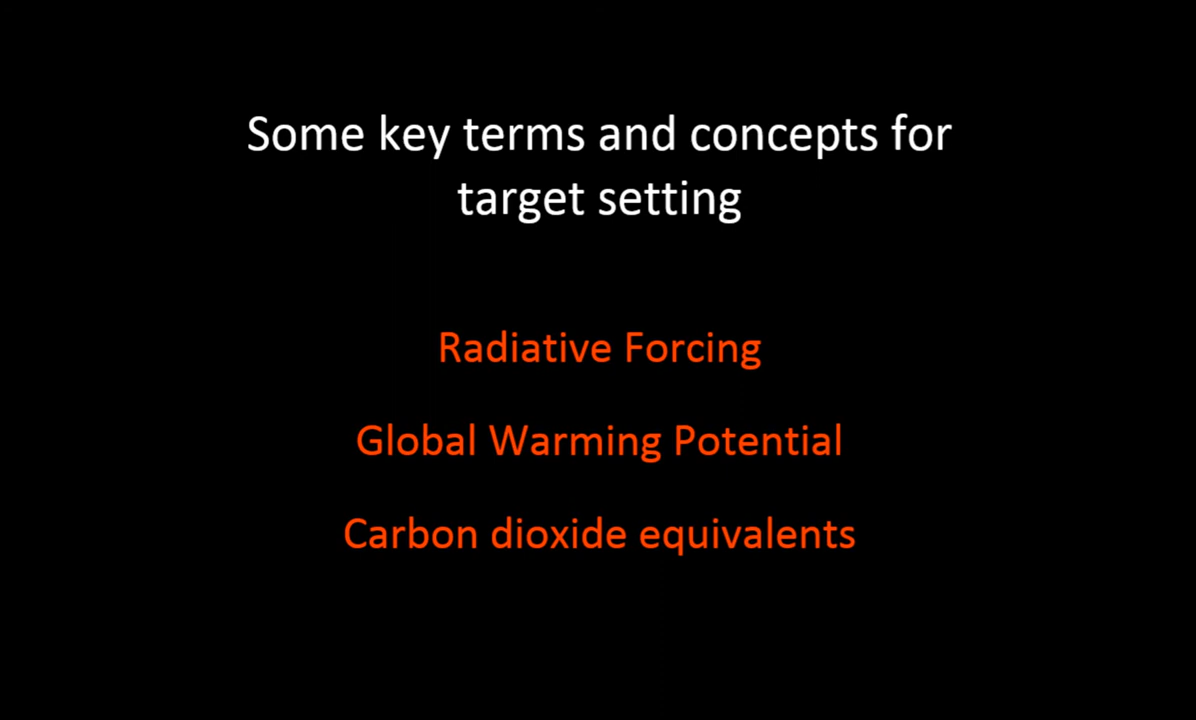 Some key terms and concepts for
target setting
Radiative Forcing
Global Warming Potential
Carbon dioxide equivalents